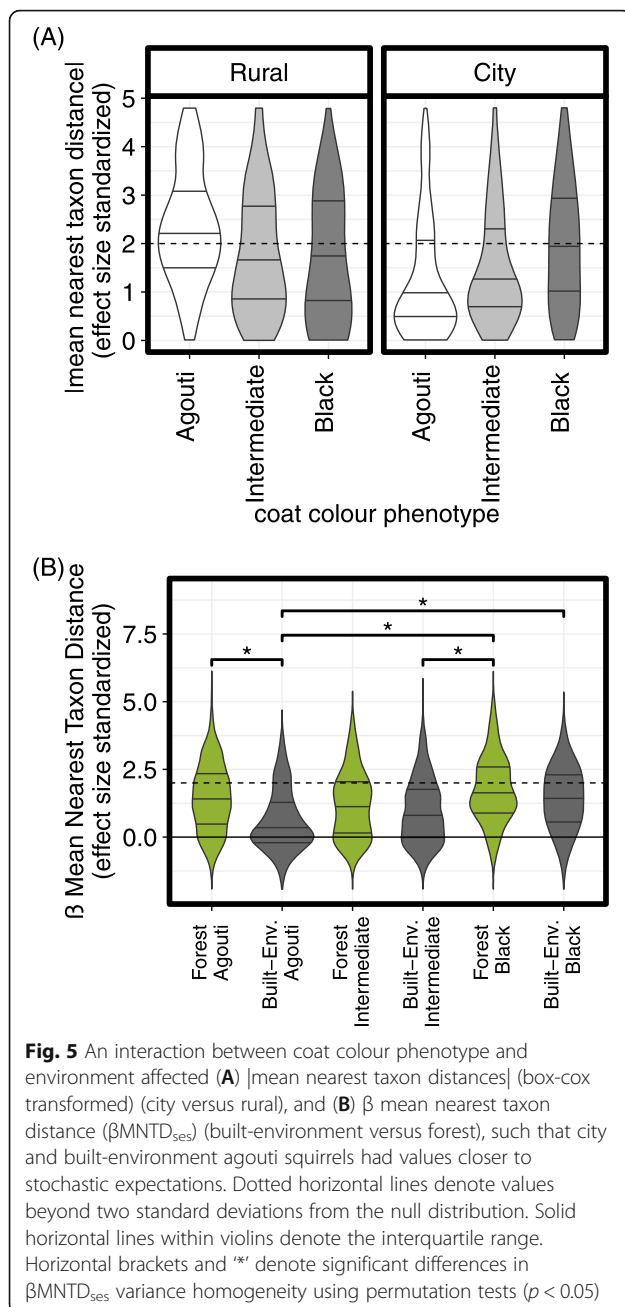 (A)
Rural
City
|mean nearest taxon distance|
(effect size standardized)
5
4
3
2
1
0
Agouti
Intermediate
Black
Agouti
Intermediate
Black
coat colour phenotype
(B)
β Mean Nearest Taxon Distance
(effect size standardized)
7.5
5.0
2.5
0.0
*
*
*
*
Forest
Agouti
Built−Env.
Agouti
Forest
Intermediate
Built−Env.
Intermediate
Forest
Black
Built−Env.
Black
Fig. 5 An interaction between coat colour phenotype and
environment affected (A) |mean nearest taxon distances| (box-cox
transformed) (city versus rural), and (B) β mean nearest taxon
distance (βMNTDses) (built-environment versus forest), such that city
and built-environment agouti squirrels had values closer to
stochastic expectations. Dotted horizontal lines denote values
beyond two standard deviations from the null distribution. Solid
horizontal lines within violins denote the interquartile range.
Horizontal brackets and ‘*’ denote significant differences in
βMNTDses variance homogeneity using permutation tests (p < 0.05)